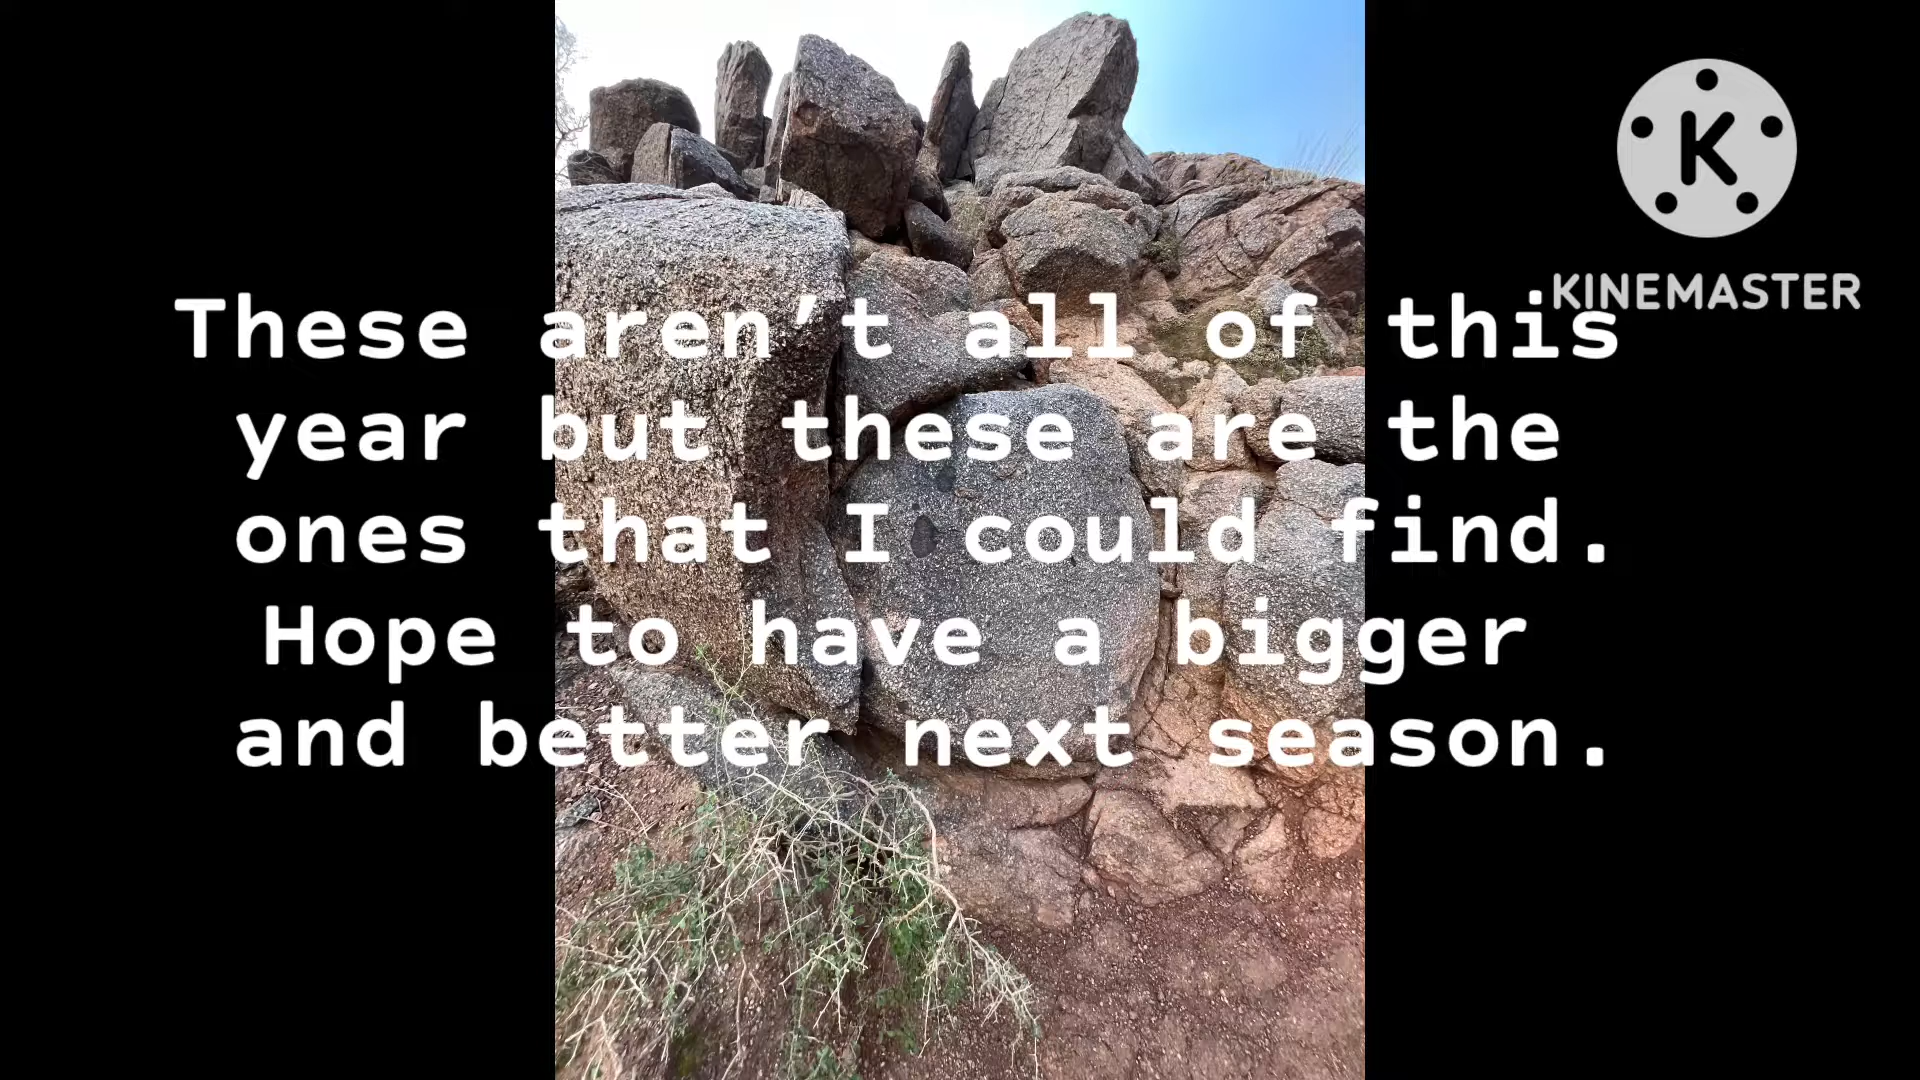 KINEMASTER
These aren't all of this
year but these are the
ones that I could find.
Hope to have a bigger
and better next season.